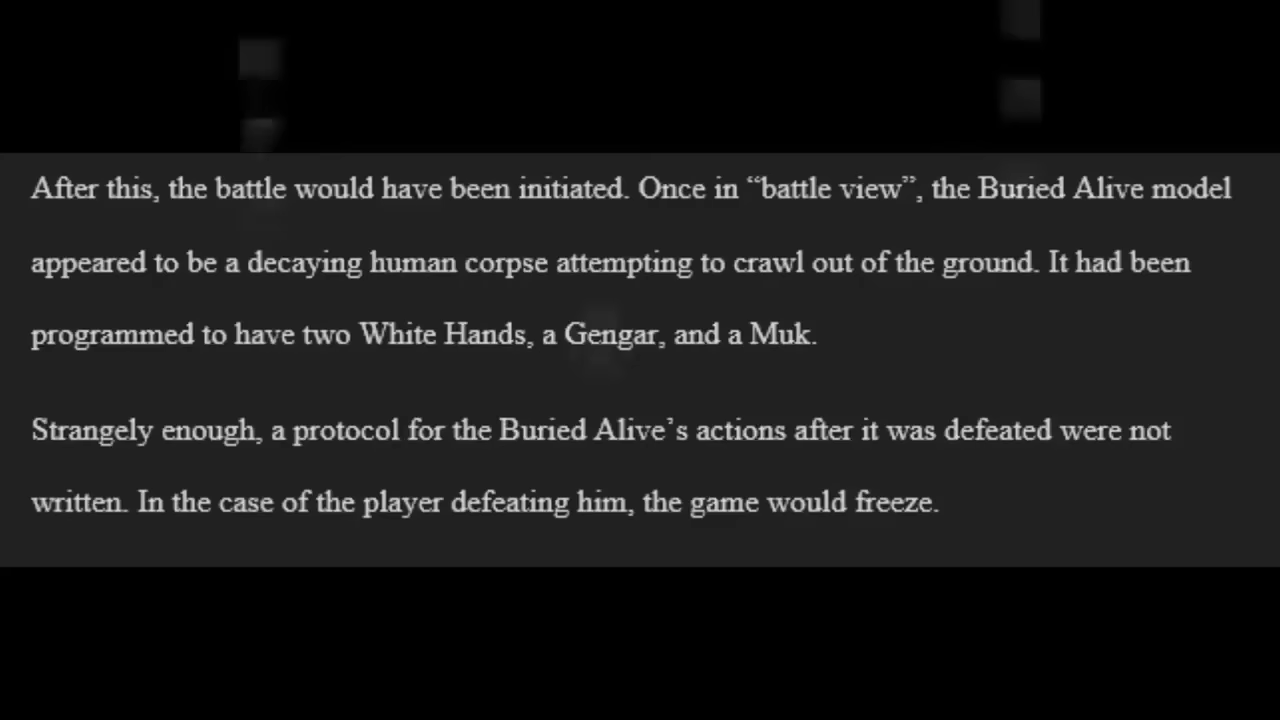 After this, the battle would have been initiated. Once in “battle view”, the Buried Alive model
appeared to be a decaying human corpse attempting to crawl out of the ground. It had been
programmed to have two White Hands, a Gengar, and a Muk.
Strangely enough, a protocol for the Buried Alive’s actions after it was defeated were not
written. In the case of the player defeating him, the game would freeze.